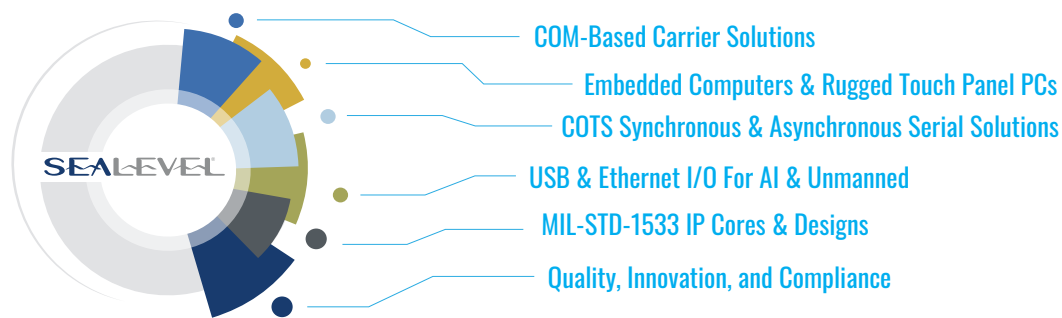 COM-Based Carrier Solutions
Embedded Computers & Rugged Touch Panel PCs
COTS Synchronous & Asynchronous Serial Solutions
SEALEVEL
USB & Ethernet I/O For AI & Unmanned
MIL-STD-1533 IP Cores & Designs
Quality, Innovation, and Compliance